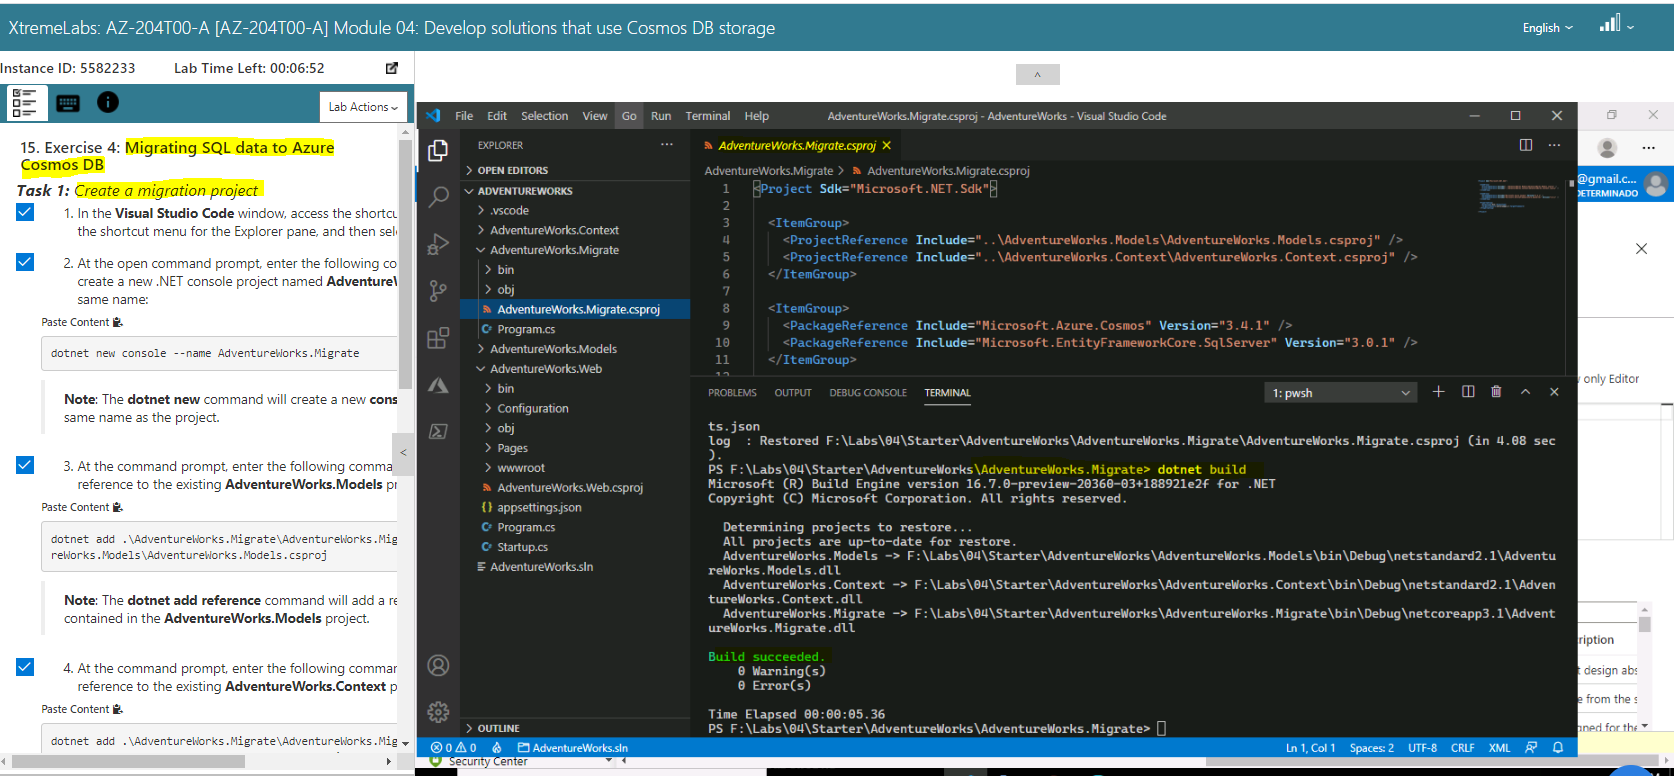 XtremeLabs: AZ-204T00-A [AZ-204T00-A] Module 04: Develop solutions that use Cosmos DB storage
English
Instance ID: 5582233
Lab Time Left: 00:06:52
Lab Actions
15. Exercise 4: Migrating SQL data to Azure
Cosmos DB
Task 1: Create a migration project
1. In the Visual Studio Code window, access the shortcu
the shortcut menu for the Explorer pane, and then sel
2. At the open command prompt, enter the following co
create a new .NET console project named Adventure
same name:
Paste Content
dotnet new console --name AdventureWorks.Migrate
Note: The dotnet new command will create a new cons
same name as the project.
3. At the command prompt, enter the following comma
reference to the existing AdventureWorks.Models pr
Paste Content
dotnet add .\AdventureWorks.Migrate\AdventureWorks.Mig
reWorks.Models\AdventureWorks.Models.csproj
Note: The dotnet add reference command will add a re
contained in the AdventureWorks.Models project.
4. At the command prompt, enter the following commar
reference to the existing AdventureWorks.Context p
Paste Content
dotnet add .\AdventureWorks.Migrate\AdventureWorks.Mig
File Edit Selection View Go Run Terminal Help
AdventureWorks.Migrate.csproj - AdventureWorks - Visual Studio Code
EXPLORER
OPEN EDITORS
ADVENTUREWORKS
.vscode
AdventureWorks.Context
AdventureWorks.Migrate
bin
obj
AdventureWorks.Migrate.csproj
Program.cs
AdventureWorks.Models
AdventureWorks.Web
bin
Configuration
obj
Pages
wwwroot
AdventureWorks.Web.csproj
appsettings.json
Program.cs
Startup.cs
AdventureWorks.sln
OUTLINE
AdventureWorks.Migrate.csproj
AdventureWorks.Migrate > AdventureWorks.Migrate.csproj
1 <Project Sdk="Microsoft.NET.Sdk">
2
3 <ItemGroup>
4 <ProjectReference Include="..\AdventureWorks.Models\AdventureWorks.Models.csproj" />
5 <ProjectReference Include="..\AdventureWorks.Context\AdventureWorks.Context.csproj" />
6 </ItemGroup>
7
8 <ItemGroup>
9 <PackageReference Include="Microsoft.Azure.Cosmos" Version="3.4.1" />
10 <PackageReference Include="Microsoft.EntityFrameworkCore.SqlServer" Version="3.0.1" />
11 </ItemGroup>
PROBLEMS OUTPUT DEBUG CONSOLE TERMINAL
1: pwsh
ts.json
log : Restored F:\Labs\04\Starter\AdventureWorks\AdventureWorks.Migrate\AdventureWorks.Migrate.csproj (in 4.08 sec
).
PS F:\Labs\04\Starter\AdventureWorks\AdventureWorks.Migrate> dotnet build
Microsoft (R) Build Engine version 16.7.0-preview-20360-03+188921e2f for .NET
Copyright (C) Microsoft Corporation. All rights reserved.
Determining projects to restore...
All projects are up-to-date for restore.
AdventureWorks.Models -> F:\Labs\04\Starter\AdventureWorks\AdventureWorks.Models\bin\Debug\netstandard2.1\Adventu
reWorks.Models.dll
AdventureWorks.Context -> F:\Labs\04\Starter\AdventureWorks\AdventureWorks.Context\bin\Debug\netstandard2.1\Adven
tureWorks.Context.dll
AdventureWorks.Migrate -> F:\Labs\04\Starter\AdventureWorks\AdventureWorks.Migrate\bin\Debug\netcoreapp3.1\Advent
ureWorks.Migrate.dll
Build succeeded.
0 Warning(s)
0 Error(s)
Time Elapsed 00:00:05.36
PS F:\Labs\04\Starter\AdventureWorks\AdventureWorks.Migrate>
0 0 AdventureWorks.sln
Ln 1, Col 1 Spaces: 2 UTF-8 CRLF XML
Security Center
@gmail.c...
DETERMINADO
only Editor
ription
t design abs
e from the s
gned for the